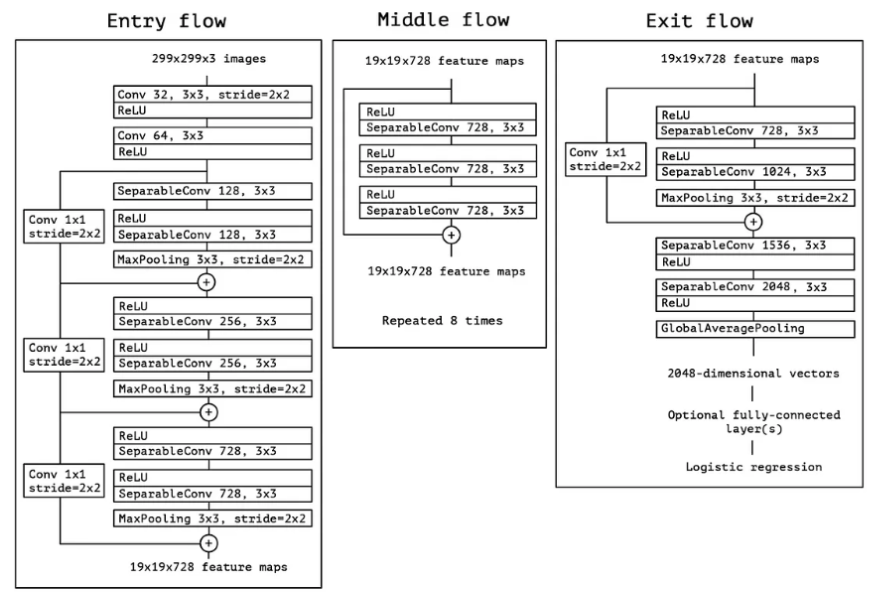 Entry flow
299x299x3 images
Conv 32, 3x3, stride=2x2
ReLU
Conv 64, 3x3
ReLU
SeparableConv 128, 3x3
Conv 1x1
stride=2x2
ReLU
SeparableConv 128, 3x3
MaxPooling 3x3, stride=2x2
+
ReLU
SeparableConv 256, 3x3
Conv 1x1
stride=2x2
ReLU
SeparableConv 256, 3x3
MaxPooling 3x3, stride=2x2
+
ReLU
SeparableConv 728, 3x3
Conv 1x1
stride=2x2
ReLU
SeparableConv 728, 3x3
MaxPooling 3x3, stride=2x2
+
19x19x728 feature maps
Middle flow
19x19x728 feature maps
ReLU
SeparableConv 728, 3x3
ReLU
SeparableConv 728, 3x3
ReLU
SeparableConv 728, 3x3
+
19x19x728 feature maps
Repeated 8 times
Exit flow
19x19x728 feature maps
ReLU
SeparableConv 728, 3x3
Conv 1x1
stride=2x2
ReLU
SeparableConv 1024, 3x3
MaxPooling 3x3, stride=2x2
+
SeparableConv 1536, 3x3
ReLU
SeparableConv 2048, 3x3
ReLU
GlobalAveragePooling
2048-dimensional vectors
Optional fully-connected
layer(s)
Logistic regression